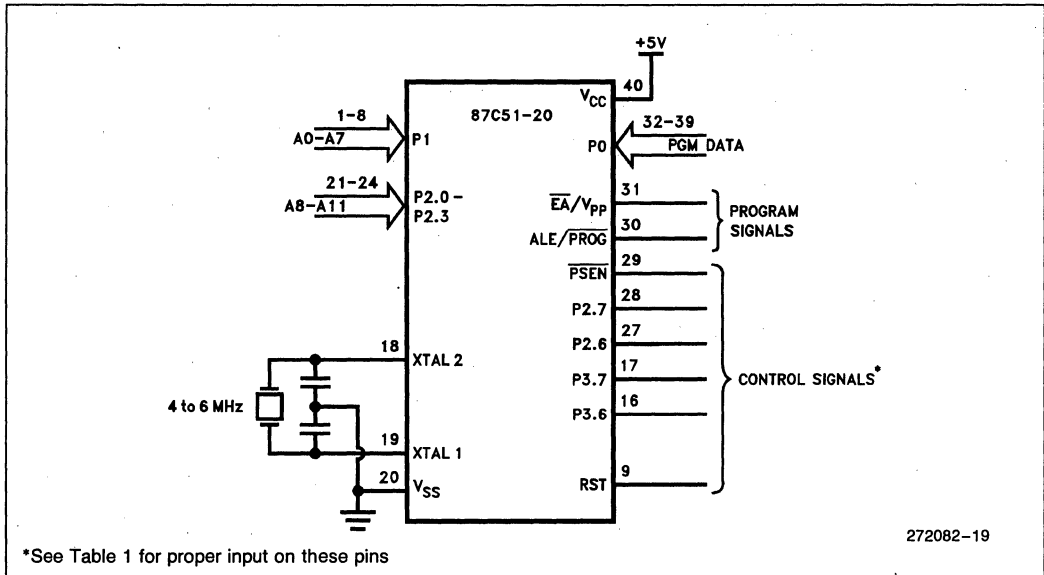 +5V
40
VCC
87C51-20
1-8
A0-A7
P1
32-39
P0
PGM DATA
21-24
A8-A11
P2.0-
P2.3
31
EA/VPP
PROGRAM
SIGNALS
30
ALE/PROG
29
PSEN
28
P2.7
27
P2.6
17
P3.7
CONTROL SIGNALS*
16
P3.6
18
XTAL 2
4 to 6 MHz
19
XTAL 1
20
VSS
9
RST
272082-19
*See Table 1 for proper input on these pins